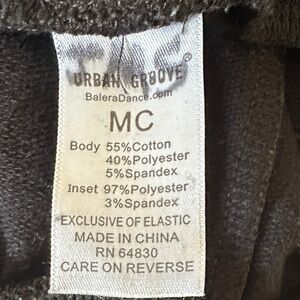 URBAN GROOVE®
BaleraDance.com
MC
Body 55%Cotton
40%Polyester
5%Spandex
Inset 97%Polyester
3%Spandex
EXCLUSIVE OF ELASTIC
MADE IN CHINA
RN 64830
CARE ON REVERSE